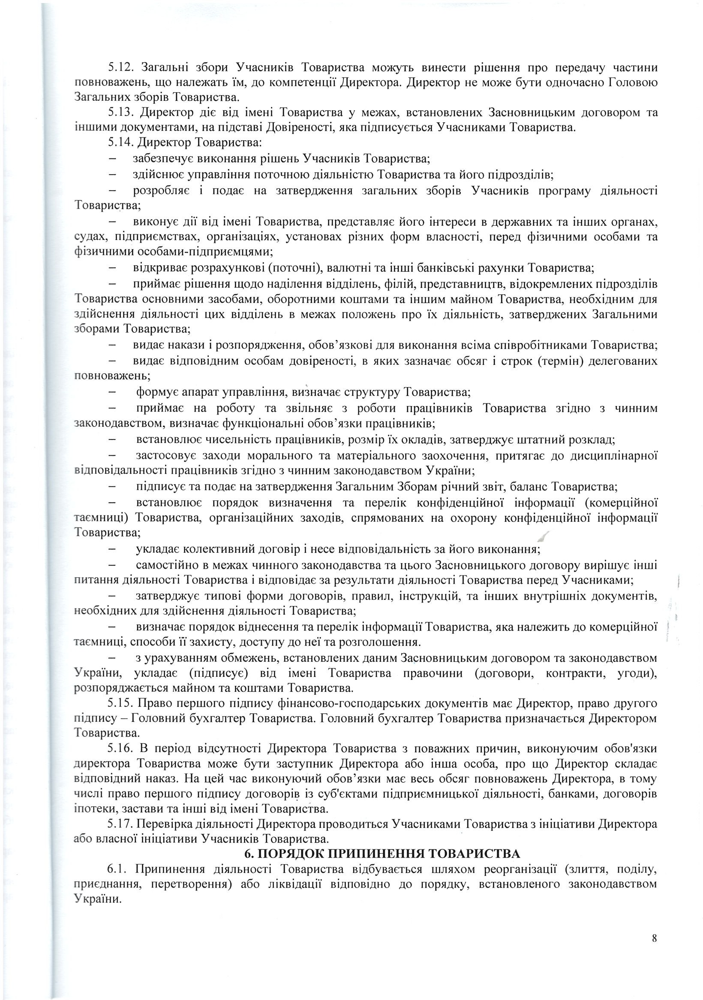 5.12. Загальні збори Учасників Товариства можуть винести рішення про передачу частини
повноважень, що належать їм, до компетенції Директора. Директор не може бути одночасно Головою
Загальних зборів Товариства.
5.13. Директор діє від імені Товариства у межах, встановлених Засновницьким договором та
іншими документами, на підставі Довіреності, яка підписується Учасниками Товариства.
5.14. Директор Товариства:
– забезпечує виконання рішень Учасників Товариства;
– здійснює управління поточною діяльністю Товариства та його підрозділів;
– розробляє і подає на затвердження загальних зборів Учасників програму діяльності
Товариства;
– виконує дії від імені Товариства, представляє його інтереси в державних та інших органах,
судах, підприємствах, організаціях, установах різних форм власності, перед фізичними особами та
фізичними особами-підприємцями;
– відкриває розрахункові (поточні), валютні та інші банківські рахунки Товариства;
– приймає рішення щодо наділення відділень, філій, представництв, відокремлених підрозділів
Товариства основними засобами, оборотними коштами та іншим майном Товариства, необхідним для
здійснення діяльності цих відділень в межах положень про їх діяльність, затверджених Загальними
зборами Товариства;
– видає накази і розпорядження, обов’язкові для виконання всіма співробітниками Товариства;
– видає відповідним особам довіреності, в яких зазначає обсяг і строк (термін) делегованих
повноважень;
– формує апарат управління, визначає структуру Товариства;
– приймає на роботу та звільняє з роботи працівників Товариства згідно з чинним
законодавством, визначає функціональні обов’язки працівників;
– встановлює чисельність працівників, розмір їх окладів, затверджує штатний розклад;
– застосовує заходи морального та матеріального заохочення, притягає до дисциплінарної
відповідальності працівників згідно з чинним законодавством України;
– підписує та подає на затвердження Загальним Зборам річний звіт, баланс Товариства;
– встановлює порядок визначення та перелік конфіденційної інформації (комерційної
таємниці) Товариства, організаційних заходів, спрямованих на охорону конфіденційної інформації
Товариства;
– укладає колективний договір і несе відповідальність за його виконання;
– самостійно в межах чинного законодавства та цього Засновницького договору вирішує інші
питання діяльності Товариства і відповідає за результати діяльності Товариства перед Учасниками;
– затверджує типові форми договорів, правил, інструкцій, та інших внутрішніх документів,
необхідних для здійснення діяльності Товариства;
– визначає порядок віднесення та перелік інформації Товариства, яка належить до комерційної
таємниці, способи її захисту, доступу до неї та розголошення.
– з урахуванням обмежень, встановлених даним Засновницьким договором та законодавством
України, укладає (підписує) від імені Товариства правочини (договори, контракти, угоди),
розпоряджається майном та коштами Товариства.
5.15. Право першого підпису фінансово-господарських документів має Директор, право другого
підпису – Головний бухгалтер Товариства. Головний бухгалтер Товариства призначається Директором
Товариства.
5.16. В період відсутності Директора Товариства з поважних причин, виконуючим обов'язки
директора Товариства може бути заступник Директора або інша особа, про що Директор складає
відповідний наказ. На цей час виконуючий обов’язки має весь обсяг повноважень Директора, в тому
числі право першого підпису договорів із суб'єктами підприємницької діяльності, банками, договорів
іпотеки, застави та інші від імені Товариства.
5.17. Перевірка діяльності Директора проводиться Учасниками Товариства з ініціативи Директора
або власної ініціативи Учасників Товариства.
6. ПОРЯДОК ПРИПИНЕННЯ ТОВАРИСТВА
6.1. Припинення діяльності Товариства відбувається шляхом реорганізації (злиття, поділу,
приєднання, перетворення) або ліквідації відповідно до порядку, встановленого законодавством
України.
8